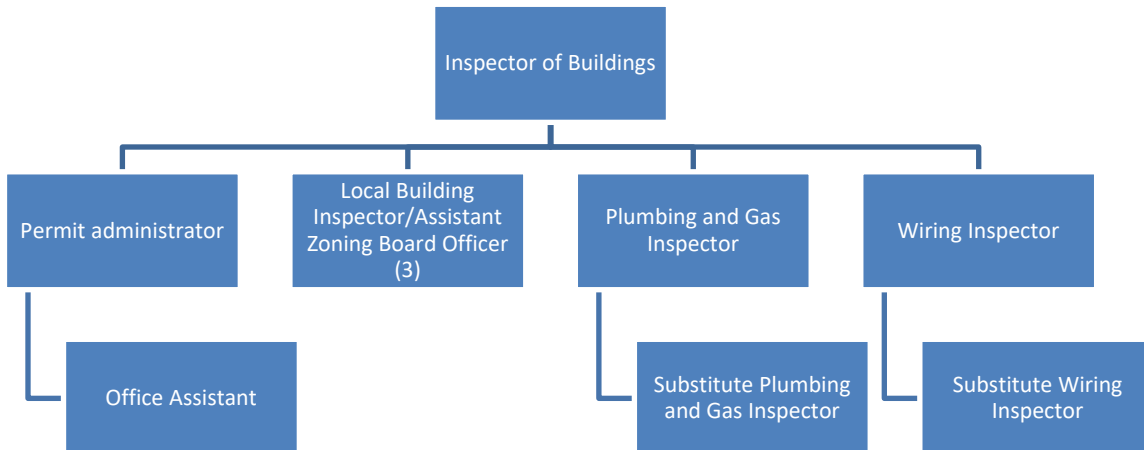 Inspector of Buildings
Permit administrator
Local Building
Inspector/Assistant
Zoning Board Officer
(3)
Plumbing and Gas
Inspector
Wiring Inspector
Office Assistant
Substitute Plumbing
and Gas Inspector
Substitute Wiring
Inspector